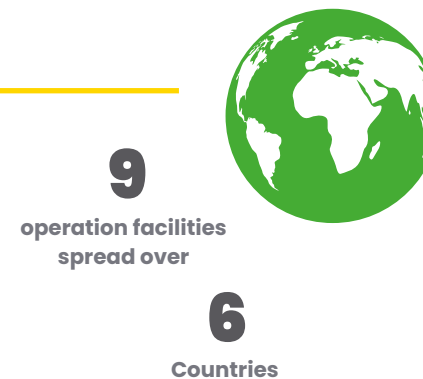 9
operation facilities
spread over
6
Countries